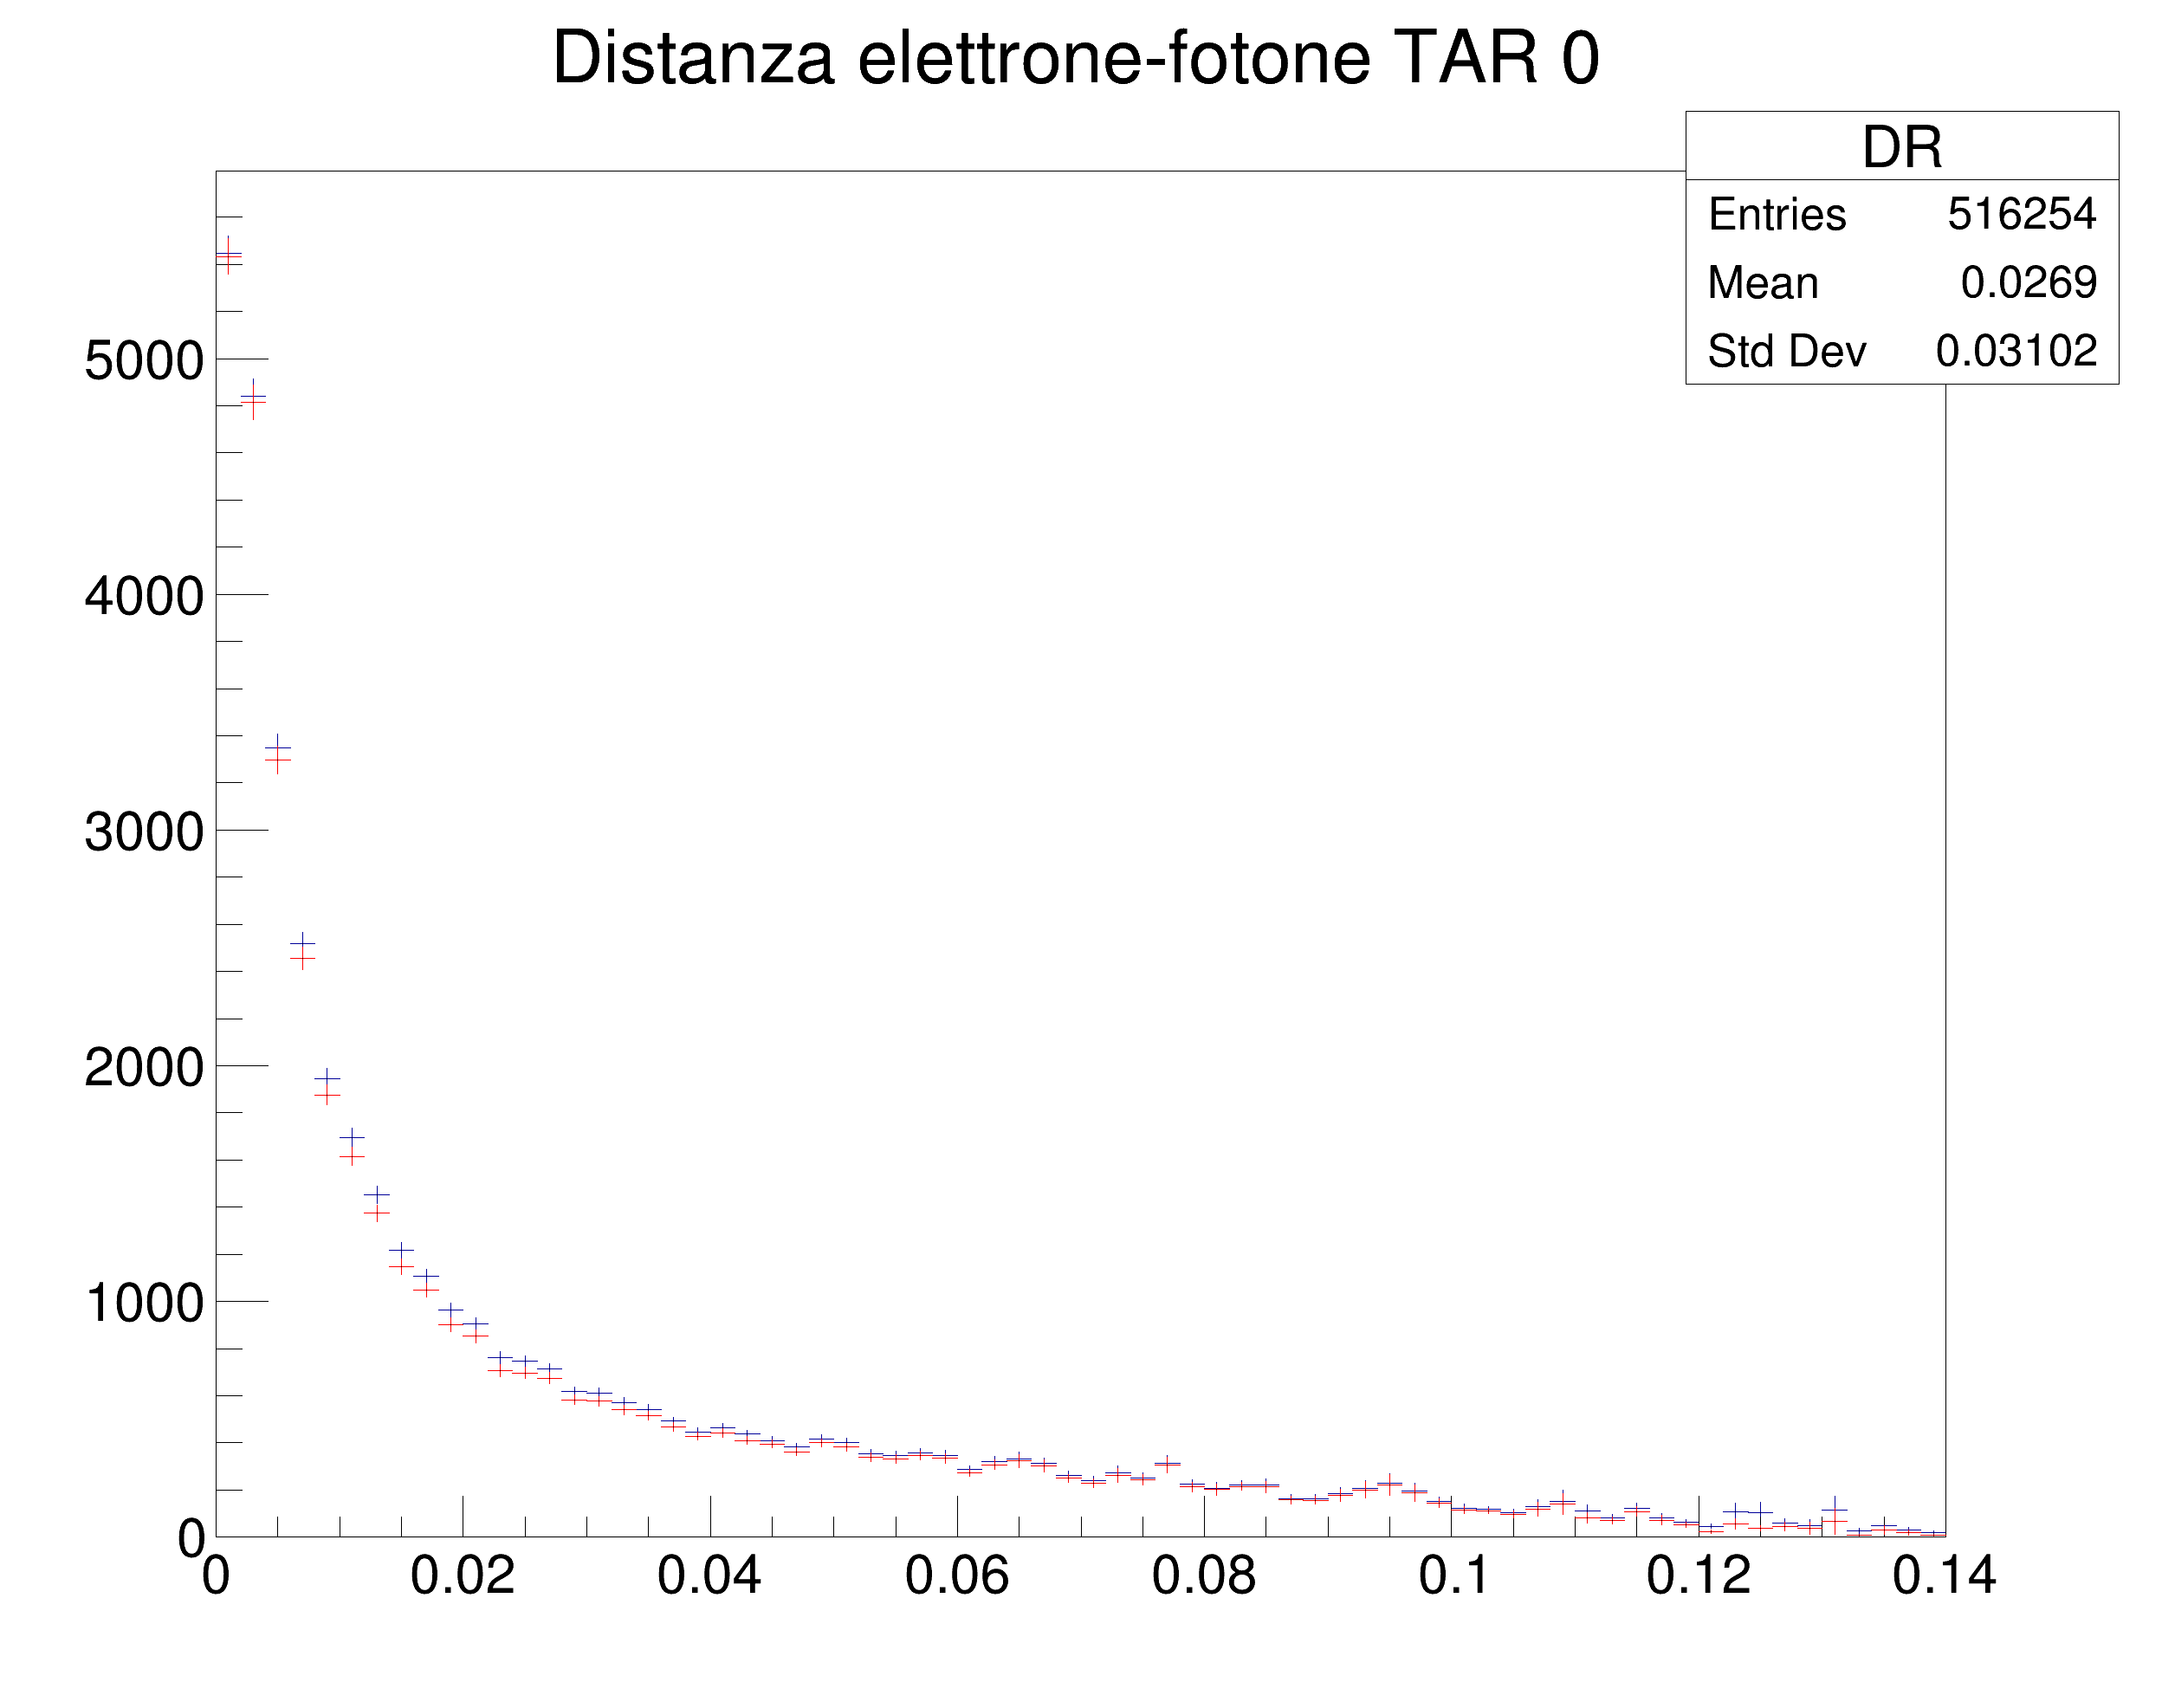 Distanza elettrone-fotone TAR 0
DR
Entries 516254
Mean 0.0269
Std Dev 0.03102
5000
4000
3000
2000
1000
0
0 0.02 0.04 0.06 0.08 0.1 0.12 0.14